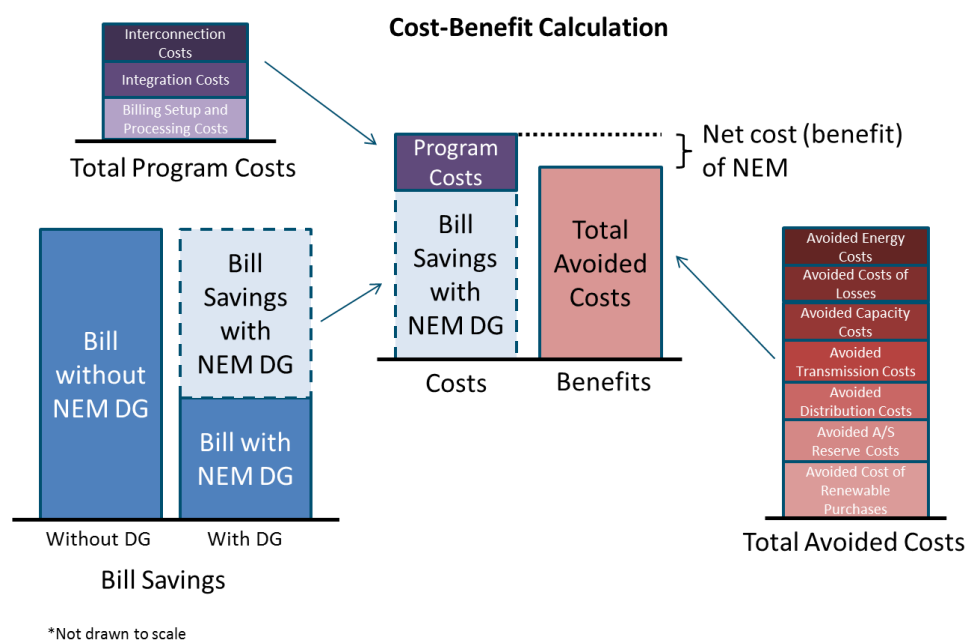 Cost-Benefit Calculation
Interconnection
Costs
Integration Costs
Billing Setup and
Processing Costs
Total Program Costs
Program
Costs
Bill
Savings
with
NEM DG
Costs
Total
Avoided
Costs
Benefits
Net cost (benefit)
of NEM
Bill
without
NEM DG
Without DG
Bill
Savings
with
NEM DG
Bill with
NEM DG
With DG
Bill Savings
Avoided Energy
Costs
Avoided Costs of
Losses
Avoided Capacity
Costs
Avoided
Transmission Costs
Avoided
Distribution Costs
Avoided A/S
Reserve Costs
Avoided Cost of
Renewable
Purchases
Total Avoided Costs
*Not drawn to scale